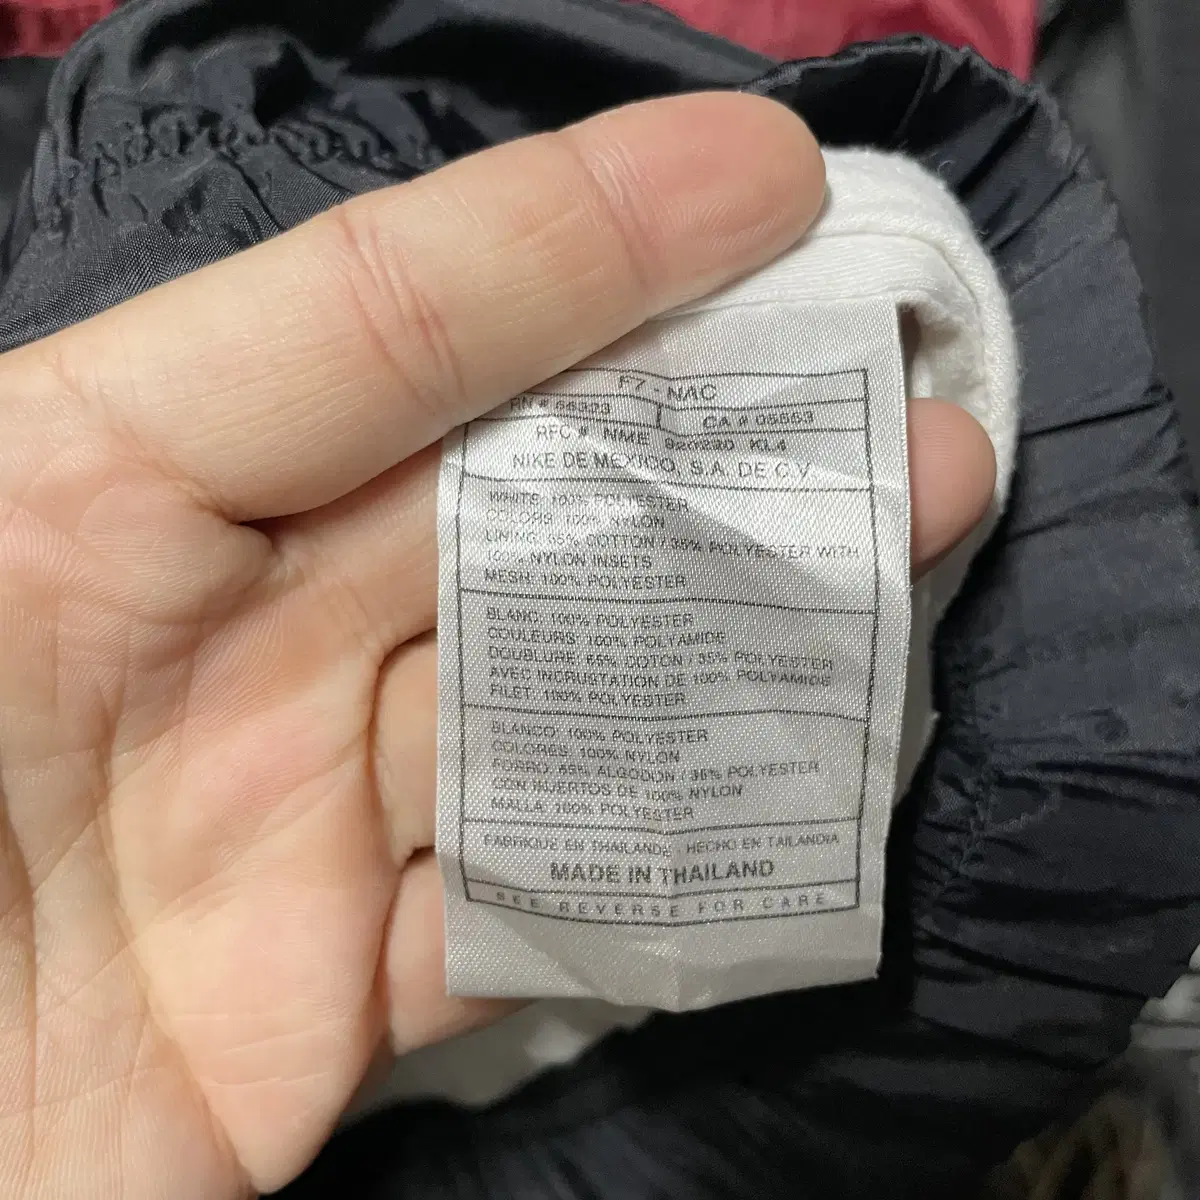 F7 - NAC
RN # 56323
CA # 05553
RFC # NME 920220 KL4
NIKE DE MEXICO, S.A. DE C.V.
WHITE: 100% POLYESTER
COLORS: 100% NYLON
LINING: 65% COTTON / 35% POLYESTER WITH
100% NYLON INSETS
MESH: 100% POLYESTER
BLANC: 100% POLYESTER
COULEURS: 100% POLYAMIDE
DOUBLURE: 65% COTON / 35% POLYESTER
AVEC INCRUSTATION DE 100% POLYAMIDE
FILET: 100% POLYESTER
BLANCO: 100% POLYESTER
COLORES: 100% NYLON
FORRO: 65% ALGODON / 35% POLYESTER
CON INJERTOS DE 100% NYLON
MALLA: 100% POLYESTER
FABRIQUE EN THAILANDE - HECHO EN TAILANDIA
MADE IN THAILAND
SEE REVERSE FOR CARE